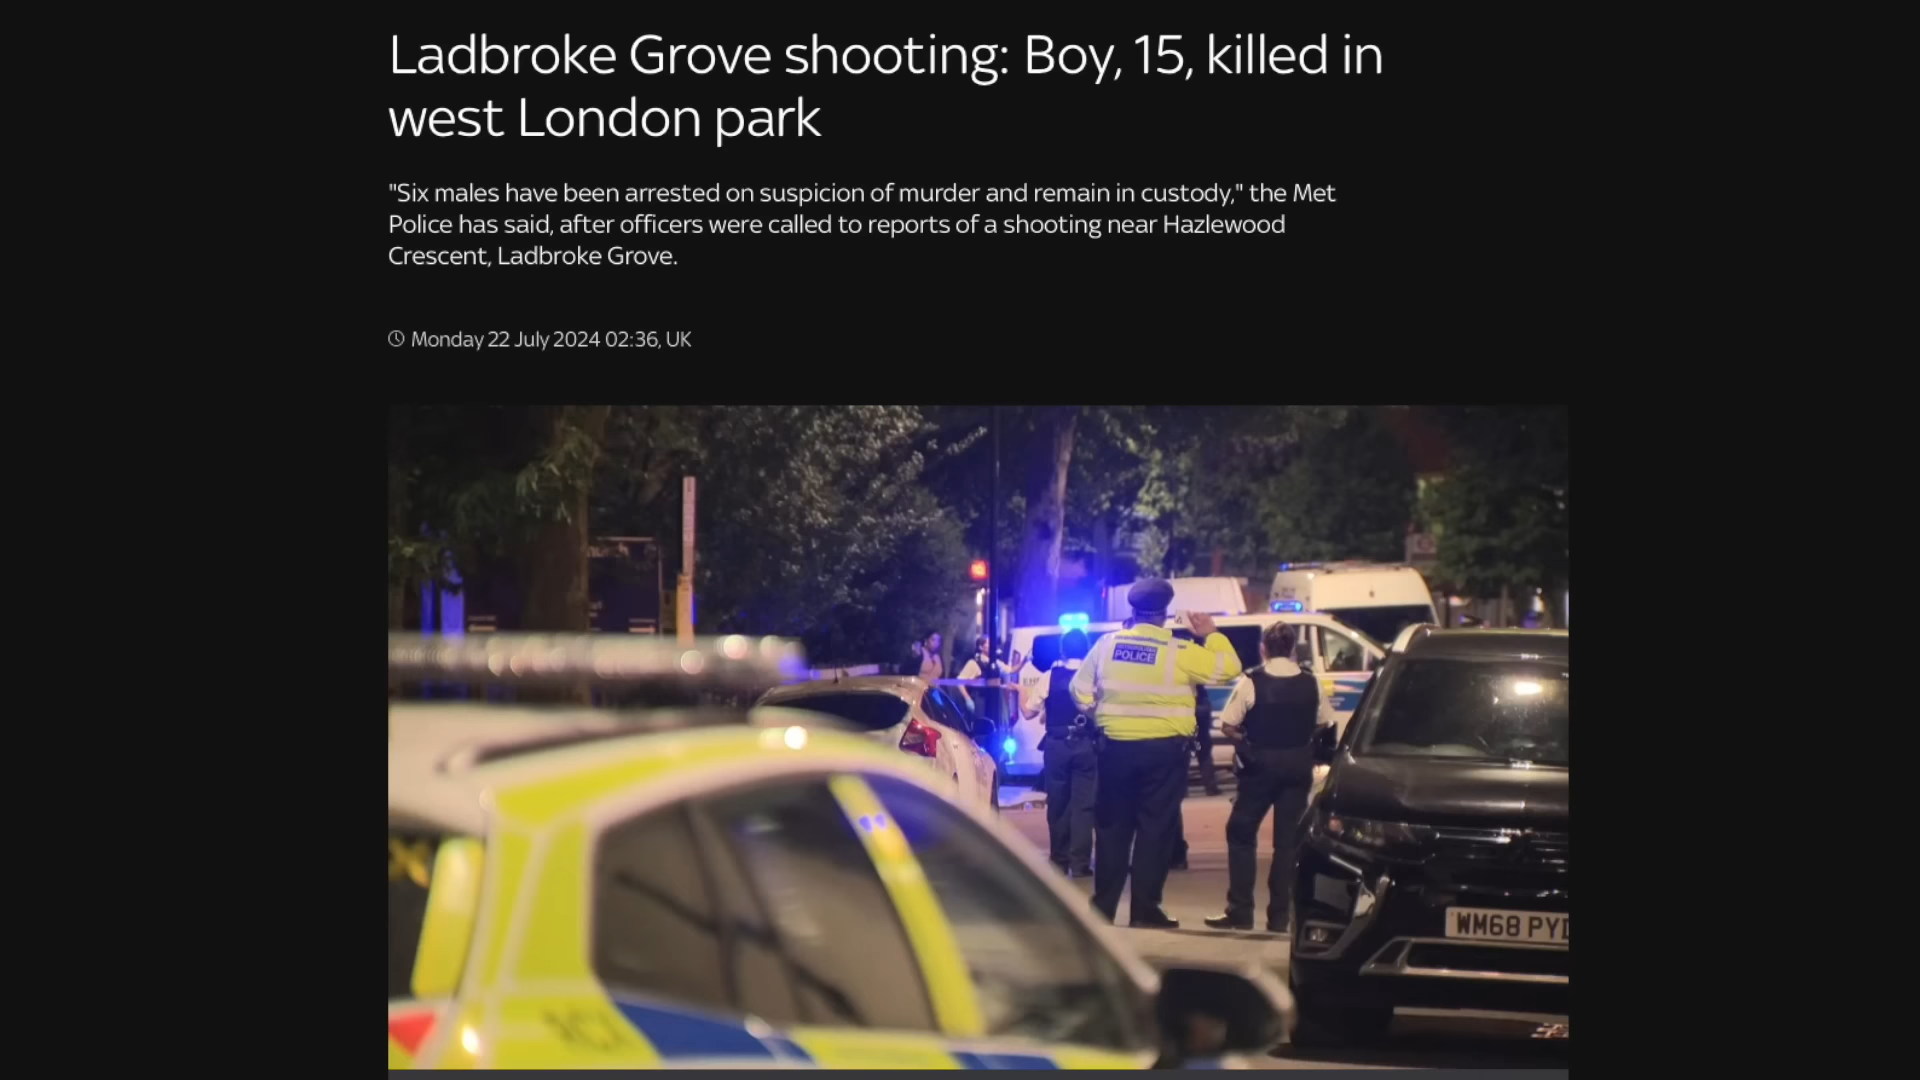 Ladbroke Grove shooting: Boy, 15, killed in
west London park
"Six males have been arrested on suspicion of murder and remain in custody," the Met
Police has said, after officers were called to reports of a shooting near Hazlewood
Crescent, Ladbroke Grove.
Monday 22 July 2024 02:36, UK
POLICE
WM68 PY